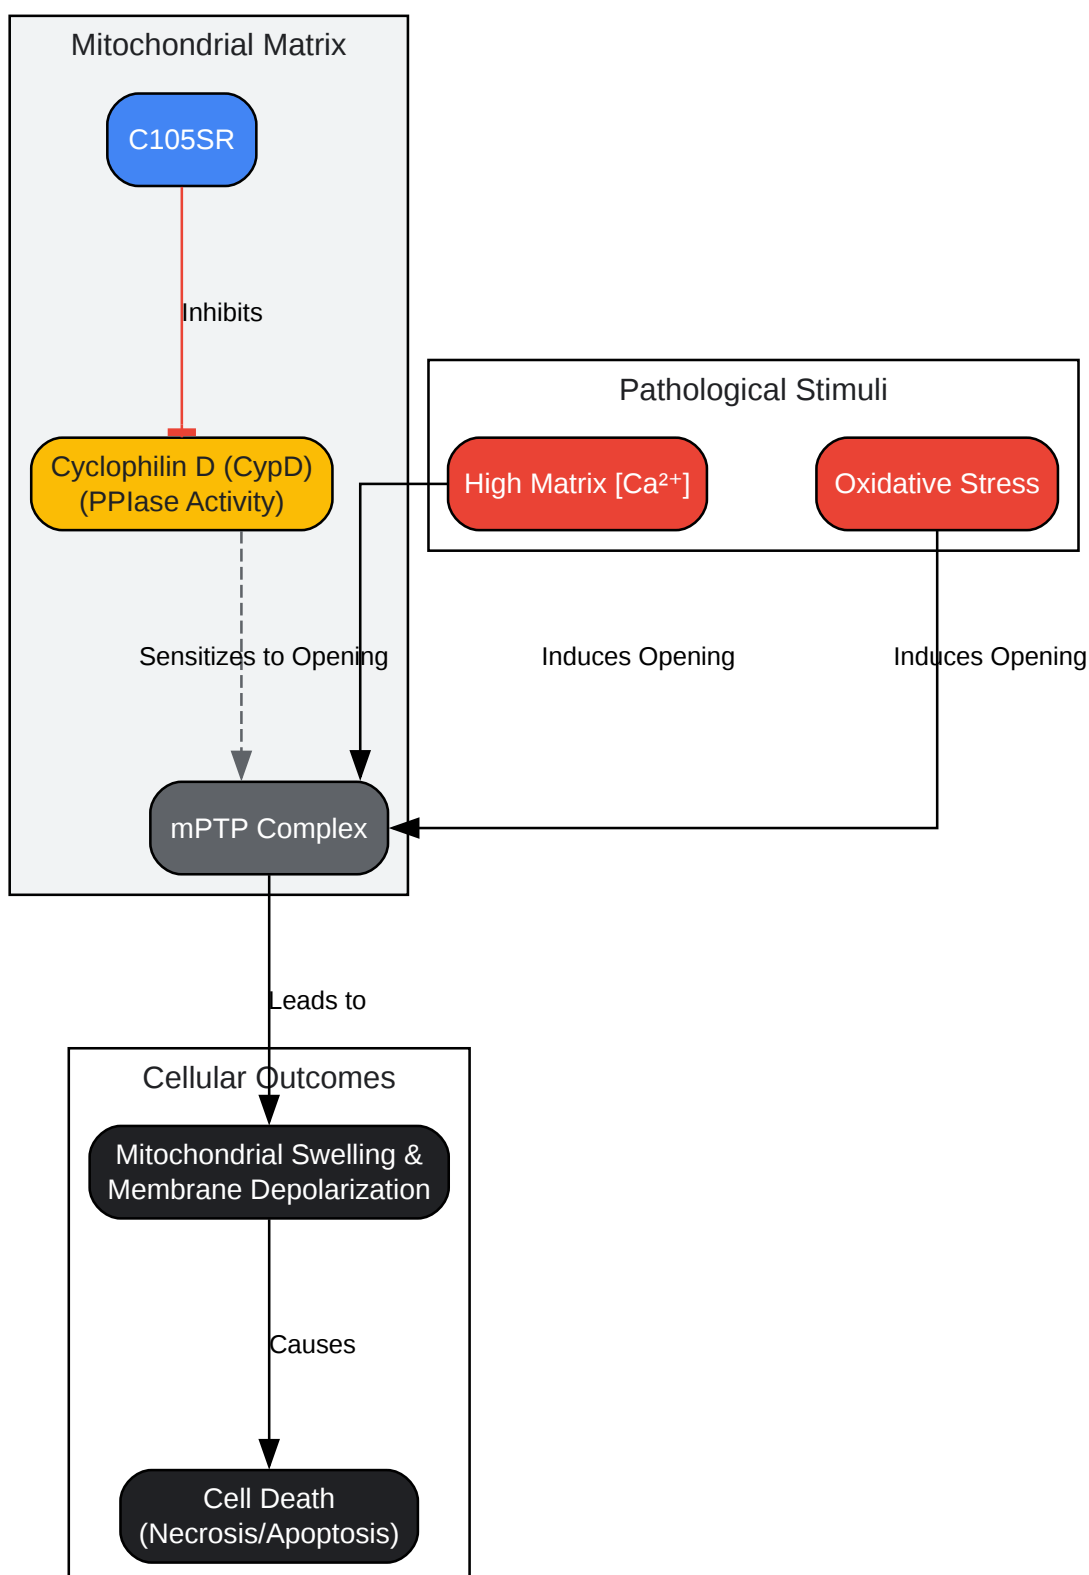 Mitochondrial Matrix
C105SR
Inhibits
Pathological Stimuli
Cyclophilin D (CypD)
(PPIase Activity)
High Matrix [Ca²⁺]
Oxidative Stress
Sensitizes to Opening
Induces Opening
Induces Opening
mPTP Complex
Leads to
Cellular Outcomes
Mitochondrial Swelling &
Membrane Depolarization
Causes
Cell Death
(Necrosis/Apoptosis)